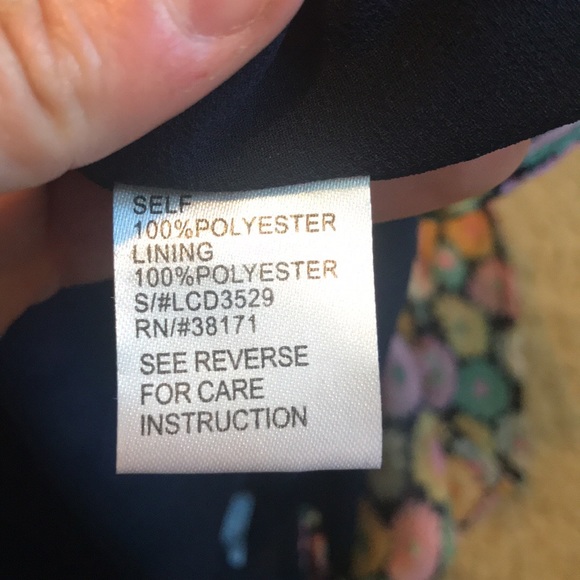 SELF
100%POLYESTER
LINING
100%POLYESTER
S/#LCD3529
RN/#38171
SEE REVERSE
FOR CARE
INSTRUCTION